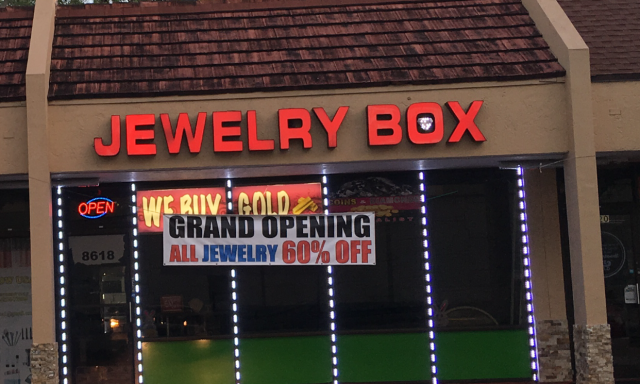 JEWELRY BOX
OPEN
WE BUY GOLD
GRAND OPENING
ALL JEWELRY 60% OFF
8618